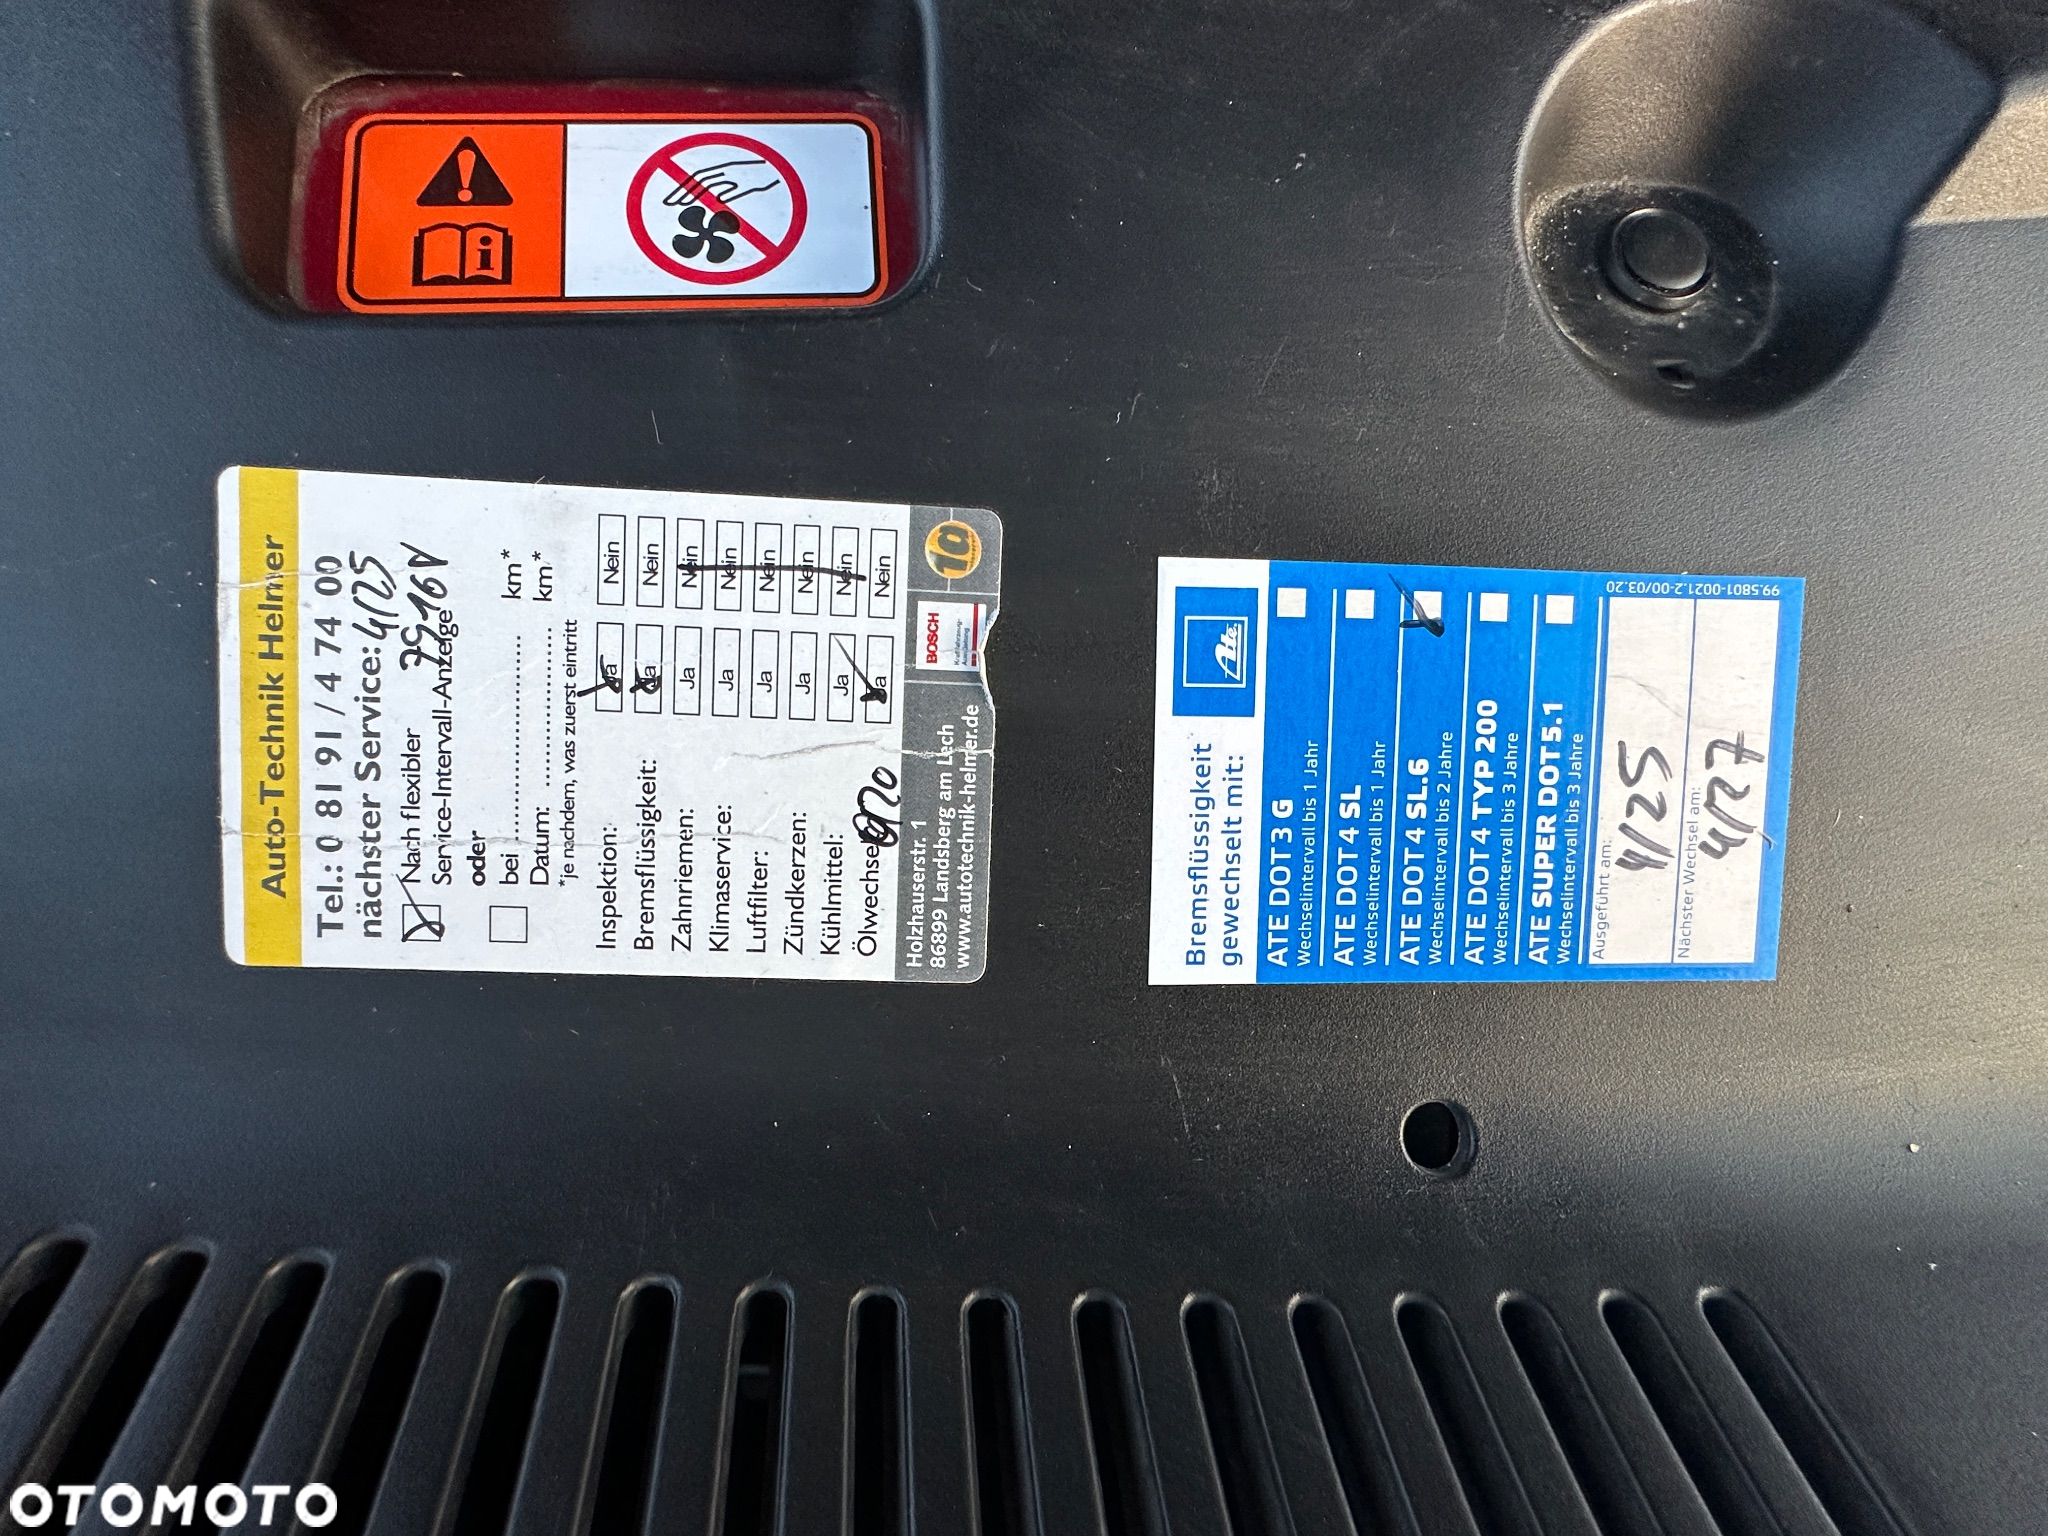 Auto-Technik Helmer
Tel.: 0 81 91 / 4 74 00
nächster Service: 4/25
Nach flexibler
Service-Intervall-Anzeige
oder
bei ........................ km*
Datum: ........................ km*
*je nachdem, was zuerst eintritt
Inspektion: Ja Nein
Bremsflüssigkeit: Ja Nein
Zahnriemen: Ja Nein
Klimaservice: Ja Nein
Luftfilter: Ja Nein
Zündkerzen: Ja Nein
Kühlmittel: Ja Nein
Ölwechsel Ja Nein
Holzhauserstr. 1
86899 Landsberg am Lech
www.autotechnik-helmer.de
BOSCH
1a
Bremsflüssigkeit
gewechselt mit:
Ate
ATE DOT 3 G
Wechselintervall bis 1 Jahr
ATE DOT 4 SL
Wechselintervall bis 1 Jahr
ATE DOT 4 SL.6
Wechselintervall bis 2 Jahre
ATE DOT 4 TYP 200
Wechselintervall bis 3 Jahre
ATE SUPER DOT 5.1
Wechselintervall bis 3 Jahre
Ausgeführt am:
4/25
Nächster Wechsel am:
4/27
99.5801-0021.2-00/03.20
OTOMOTO